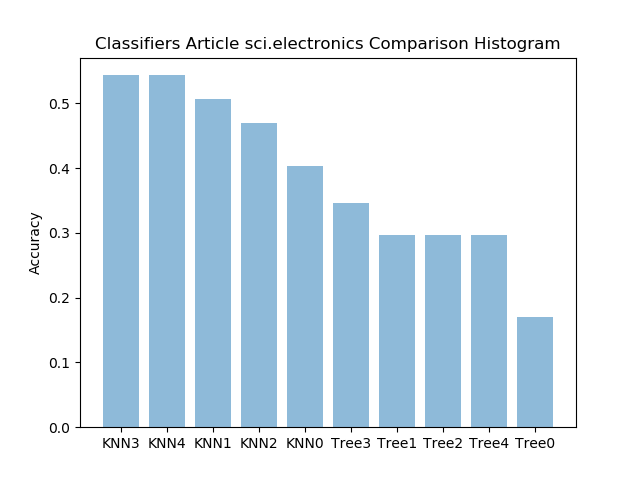 Classifiers Article sci.electronics Comparison Histogram
Accuracy
0.5
0.4
0.3
0.2
0.1
0.0
KNN3 KNN4 KNN1 KNN2 KNN0 Tree3 Tree1 Tree2 Tree4 Tree0